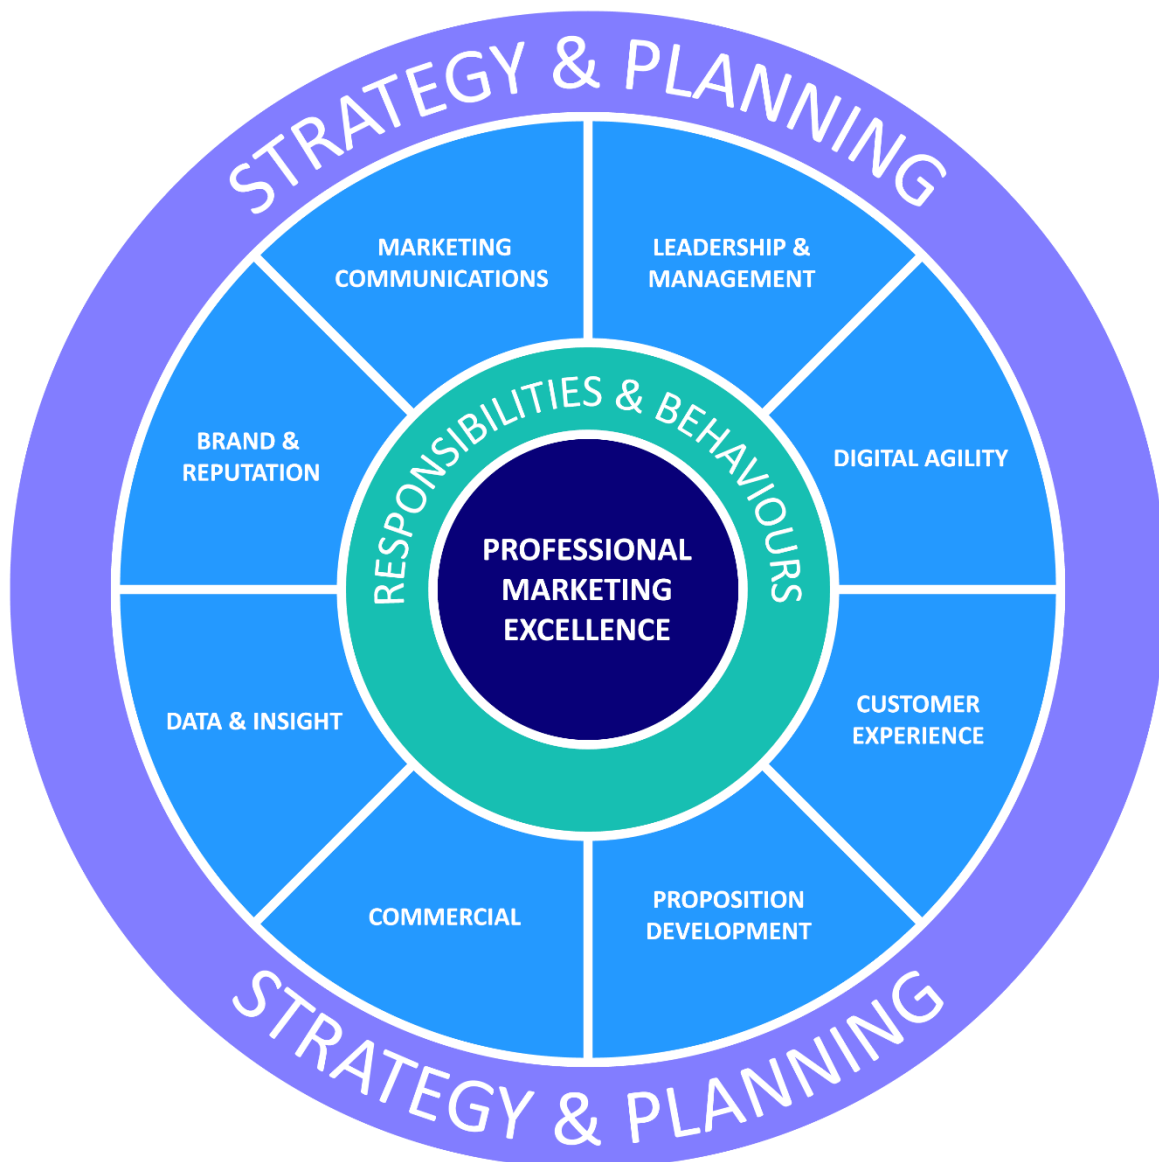 STRATEGY & PLANNING
MARKETING
COMMUNICATIONS
LEADERSHIP &
MANAGEMENT
DIGITAL AGILITY
CUSTOMER
EXPERIENCE
PROPOSITION
DEVELOPMENT
COMMERCIAL
DATA & INSIGHT
BRAND &
REPUTATION
RESPONSIBILITIES & BEHAVIOURS
PROFESSIONAL
MARKETING
EXCELLENCE
STRATEGY & PLANNING